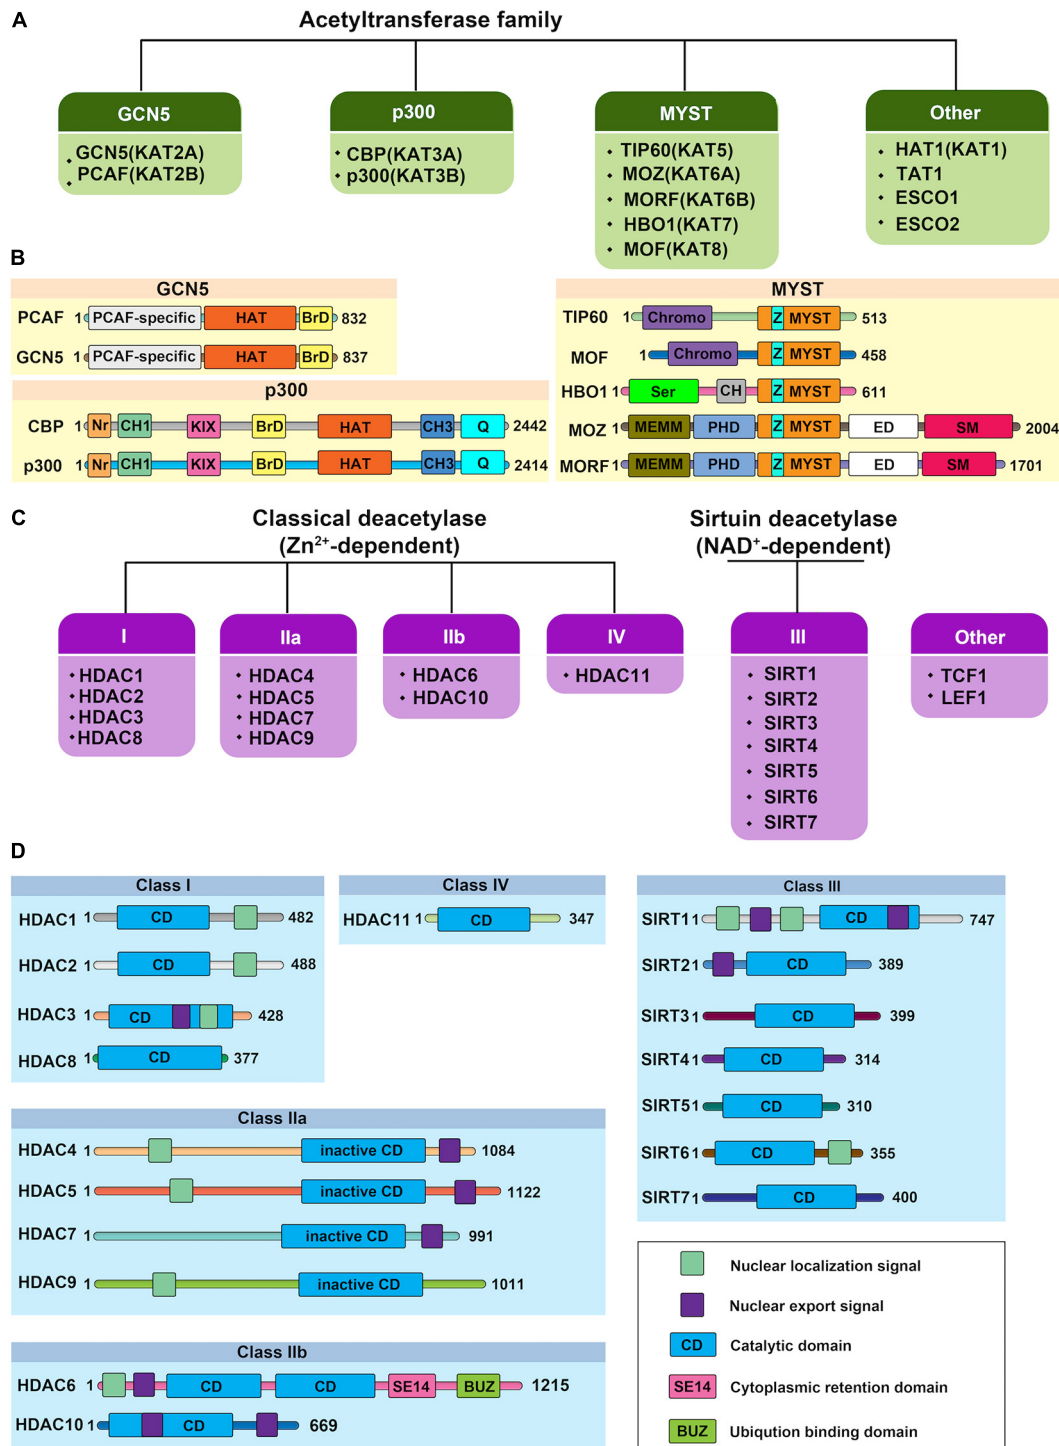 A
Acetyltransferase family
GCN5
GCN5(KAT2A)
PCAF(KAT2B)
p300
CBP(KAT3A)
p300(KAT3B)
MYST
TIP60(KAT5)
MOZ(KAT6A)
MORF(KAT6B)
HBO1(KAT7)
MOF(KAT8)
Other
HAT1(KAT1)
TAT1
ESCO1
ESCO2
B
GCN5
PCAF 1 PCAF-specific HAT BrD 832
GCN5 1 PCAF-specific HAT BrD 837
p300
CBP 1 Nr CH1 KIX BrD HAT CH3 Q 2442
p300 1 Nr CH1 KIX BrD HAT CH3 Q 2414
MYST
TIP60 1 Chromo Z MYST 513
MOF 1 Chromo Z MYST 458
HBO1 1 Ser CH Z MYST 611
MOZ 1 MEMM PHD Z MYST ED SM 2004
MORF 1 MEMM PHD Z MYST ED SM 1701
C
Classical deacetylase
(Zn²⁺-dependent)
Sirtuin deacetylase
(NAD⁺-dependent)
I
HDAC1
HDAC2
HDAC3
HDAC8
IIa
HDAC4
HDAC5
HDAC7
HDAC9
IIb
HDAC6
HDAC10
IV
HDAC11
III
SIRT1
SIRT2
SIRT3
SIRT4
SIRT5
SIRT6
SIRT7
Other
TCF1
LEF1
D
Class I
HDAC1 1 CD 482
HDAC2 1 CD 488
HDAC3 1 CD 428
HDAC8 1 CD 377
Class IV
HDAC11 1 CD 347
Class III
SIRT1 1 CD 747
SIRT2 1 CD 389
SIRT3 1 CD 399
SIRT4 1 CD 314
SIRT5 1 CD 310
SIRT6 1 CD 355
SIRT7 1 CD 400
Class IIa
HDAC4 1 inactive CD 1084
HDAC5 1 inactive CD 1122
HDAC7 1 inactive CD 991
HDAC9 1 inactive CD 1011
Class IIb
HDAC6 1 CD CD SE14 BUZ 1215
HDAC10 1 CD 669
Nuclear localization signal
Nuclear export signal
CD Catalytic domain
SE14 Cytoplasmic retention domain
BUZ Ubiqution binding domain